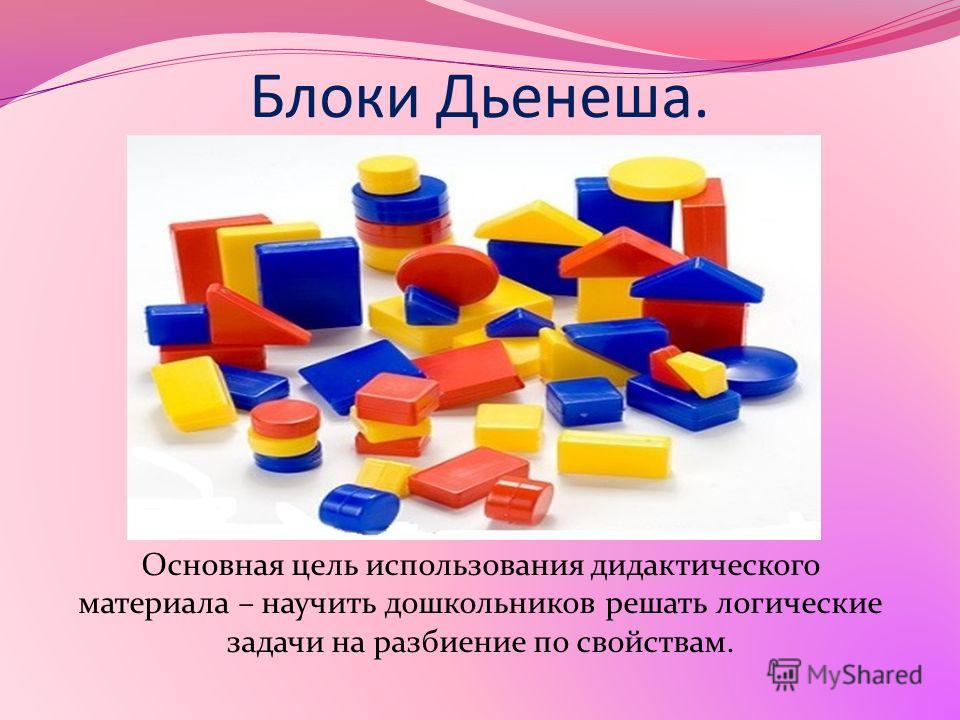 Блоки Дьенеша.
Основная цель использования дидактического
материала – научить дошкольников решать логические
задачи на разбиение по свойствам.
MyShared